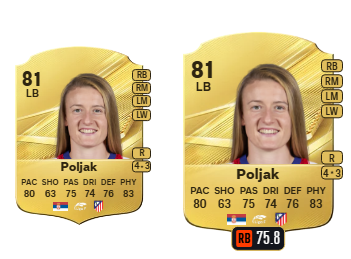 81
LB
RB
RM
LM
LW
R
4 3
Poljak
PAC SHO PAS DRI DEF PHY
80 63 75 74 76 83
81
LB
RB
RM
LM
LW
R
4 3
Poljak
PAC SHO PAS DRI DEF PHY
80 63 75 74 76 83
RB 75.8